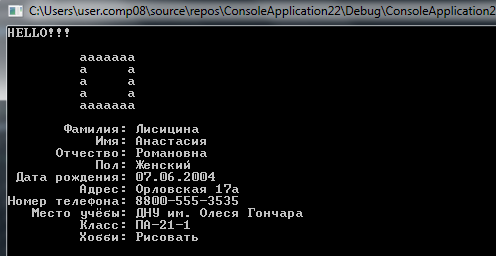 C:\Users\user.comp08\source\repos\ConsoleApplication22\Debug\ConsoleApplication2
HELLO!!!
aaaaaaa
a     a
a     a
a     a
aaaaaaa
Фамилия: Лисицина
Имя: Анастасия
Отчество: Романовна
Пол: Женский
Дата рождения: 07.06.2004
Адрес: Орловская 17а
Номер телефона: 8800-555-3535
Место учёбы: ДНУ им. Олеся Гончара
Класс: ПА-21-1
Хобби: Рисовать